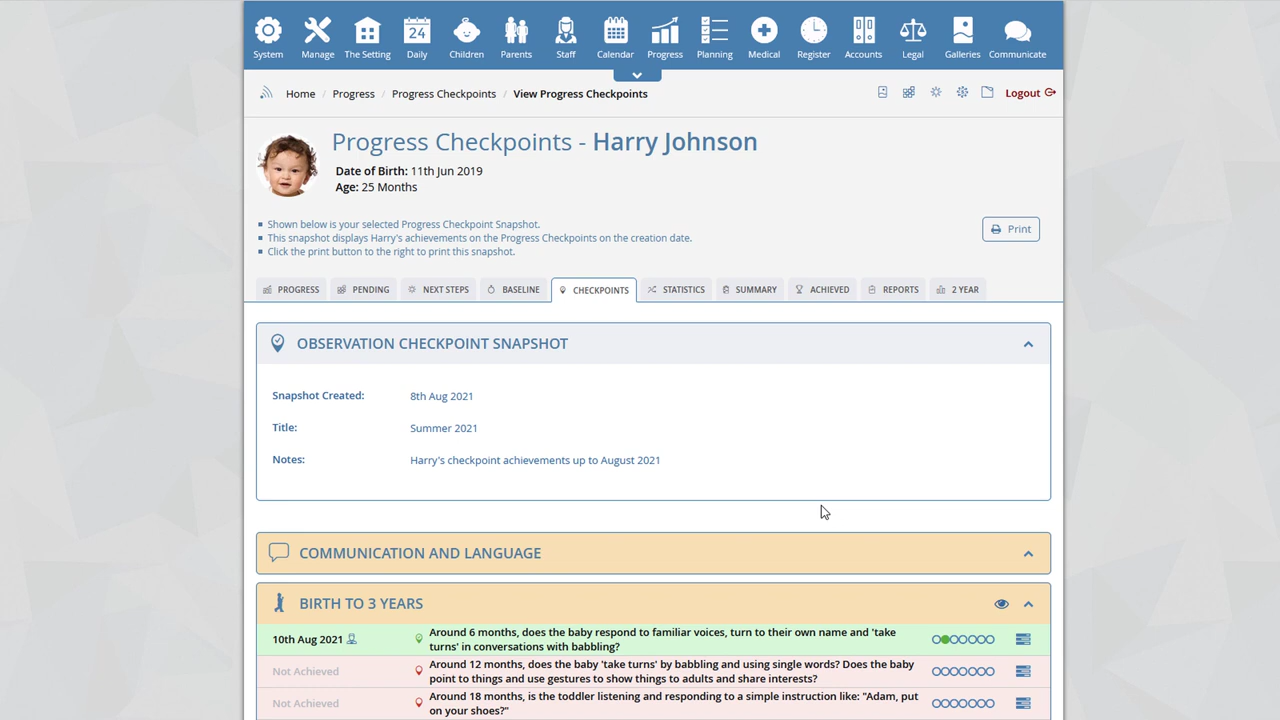 System Manage The Setting 24 Daily Children Parents Staff Calendar Progress Planning Medical Register Accounts Legal Galleries Communicate
Home / Progress / Progress Checkpoints / View Progress Checkpoints Logout
Progress Checkpoints - Harry Johnson
Date of Birth: 11th Jun 2019
Age: 25 Months
Shown below is your selected Progress Checkpoint Snapshot.
This snapshot displays Harry's achievements on the Progress Checkpoints on the creation date.
Click the print button to the right to print this snapshot.
Print
PROGRESS PENDING NEXT STEPS BASELINE CHECKPOINTS STATISTICS SUMMARY ACHIEVED REPORTS 2 YEAR
OBSERVATION CHECKPOINT SNAPSHOT
Snapshot Created: 8th Aug 2021
Title: Summer 2021
Notes: Harry's checkpoint achievements up to August 2021
COMMUNICATION AND LANGUAGE
BIRTH TO 3 YEARS
10th Aug 2021 Around 6 months, does the baby respond to familiar voices, turn to their own name and 'take
turns' in conversations with babbling?
Not Achieved Around 12 months, does the baby 'take turns' by babbling and using single words? Does the baby
point to things and use gestures to show things to adults and share interests?
Not Achieved Around 18 months, is the toddler listening and responding to a simple instruction like: "Adam, put
on your shoes?"